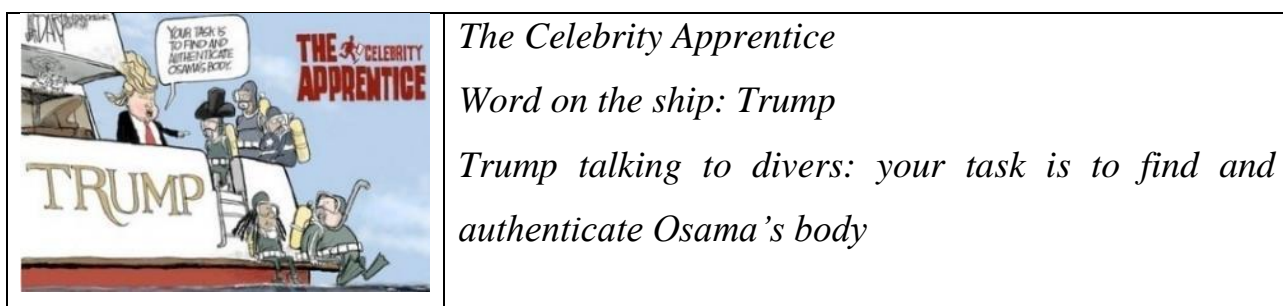 YOUR TASK IS
TO FIND AND
AUTHENTICATE
OSAMA'S BODY.
THE CELEBRITY
APPRENTICE
TRUMP
The Celebrity Apprentice
Word on the ship: Trump
Trump talking to divers: your task is to find and
authenticate Osama's body